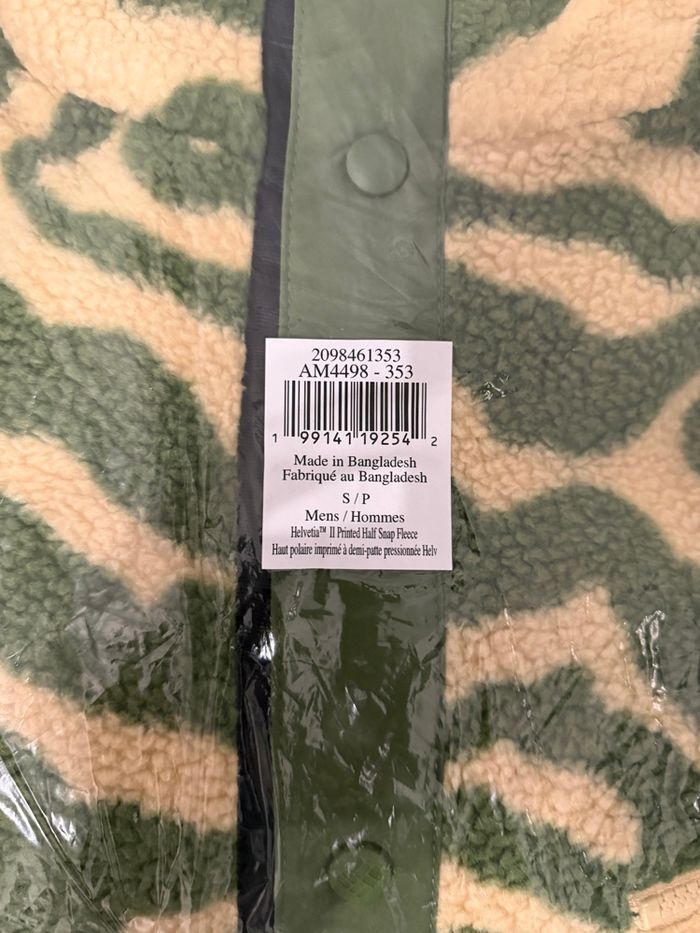 2098461353
AM4498 - 353
1 99141 19254 2
Made in Bangladesh
Fabriqué au Bangladesh
S / P
Mens / Hommes
Helvetia™ II Printed Half Snap Fleece
Haut polaire imprimé à demi-patte pressionnée Helv